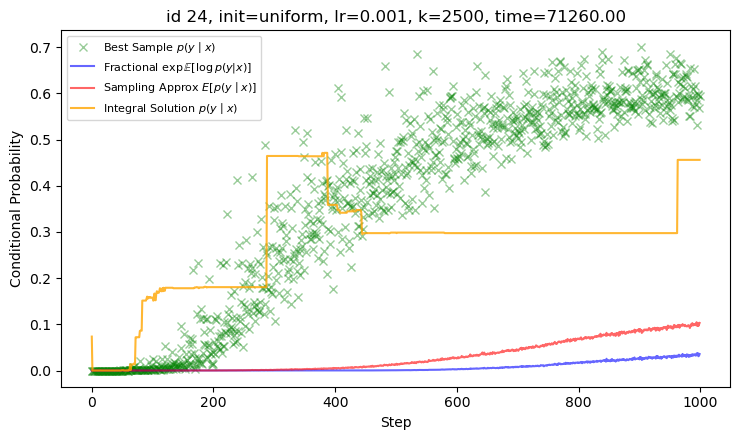 id 24, init=uniform, lr=0.001, k=2500, time=71260.00
Best Sample p(y | x)
Fractional exp𝔼[log p(y|x)]
Sampling Approx E[p(y | x)]
Integral Solution p(y | x)
Conditional Probability
0.7
0.6
0.5
0.4
0.3
0.2
0.1
0.0
0 200 400 600 800 1000
Step